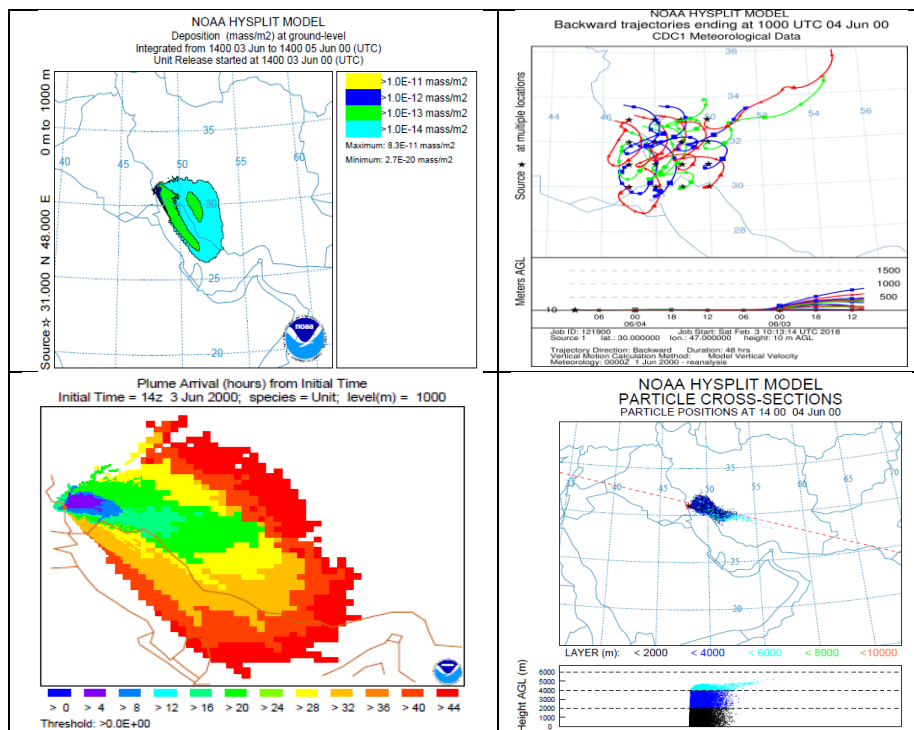 NOAA HYSPLIT MODEL
Deposition (mass/m2) at ground-level
Integrated from 1400 03 Jun to 1400 05 Jun 00 (UTC)
Unit Release started at 1400 03 Jun 00 (UTC)
>1.0E-11 mass/m2
>1.0E-12 mass/m2
>1.0E-13 mass/m2
>1.0E-14 mass/m2
Maximum: 8.3E-11 mass/m2
Minimum: 2.7E-20 mass/m2
0 m to 1000 m
Source ☆ 31.000 N 48.000 E
35
40
45
50
55
60
30
25
20
noaa
NOAA HYSPLIT MODEL
Backward trajectories ending at 1000 UTC 04 Jun 00
CDC1 Meteorological Data
Source ★ at multiple locations
36
34
44
46
48
50
52
54
56
32
30
28
Meters AGL
1500
1000
500
10
06 00 18 12 06 00 18 12
06/04 06/03
Job ID: 121900 Job Start: Sat Feb 3 10:13:14 UTC 2018
Source 1 lat.: 30.000000 lon.: 47.000000 height: 10 m AGL
Trajectory Direction: Backward Duration: 48 hrs
Vertical Motion Calculation Method: Model Vertical Velocity
Meteorology: 0000Z 1 Jun 2000 - reanalysis
Plume Arrival (hours) from Initial Time
Initial Time = 14z 3 Jun 2000; species = Unit; level(m) = 1000
> 0 > 4 > 8 > 12 > 16 > 20 > 24 > 28 > 32 > 36 > 38 > 44
Threshold: >0.0E+00
NOAA HYSPLIT MODEL
PARTICLE CROSS-SECTIONS
PARTICLE POSITIONS AT 14 00 04 Jun 00
35
30
35
40
45
50
55
60
65
70
30
25
20
LAYER (m): < 2000 < 4000 < 6000 < 8000 <10000
Height AGL (m)
6000
5000
4000
3000
2000
1000
0